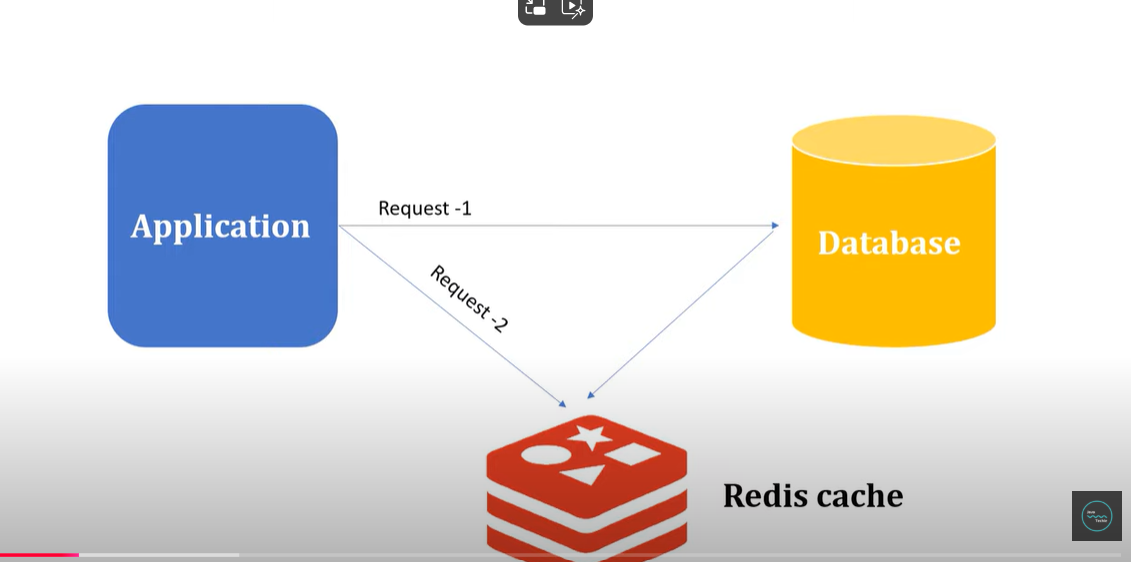 Request -1
Application
Database
Request -2
Redis cache